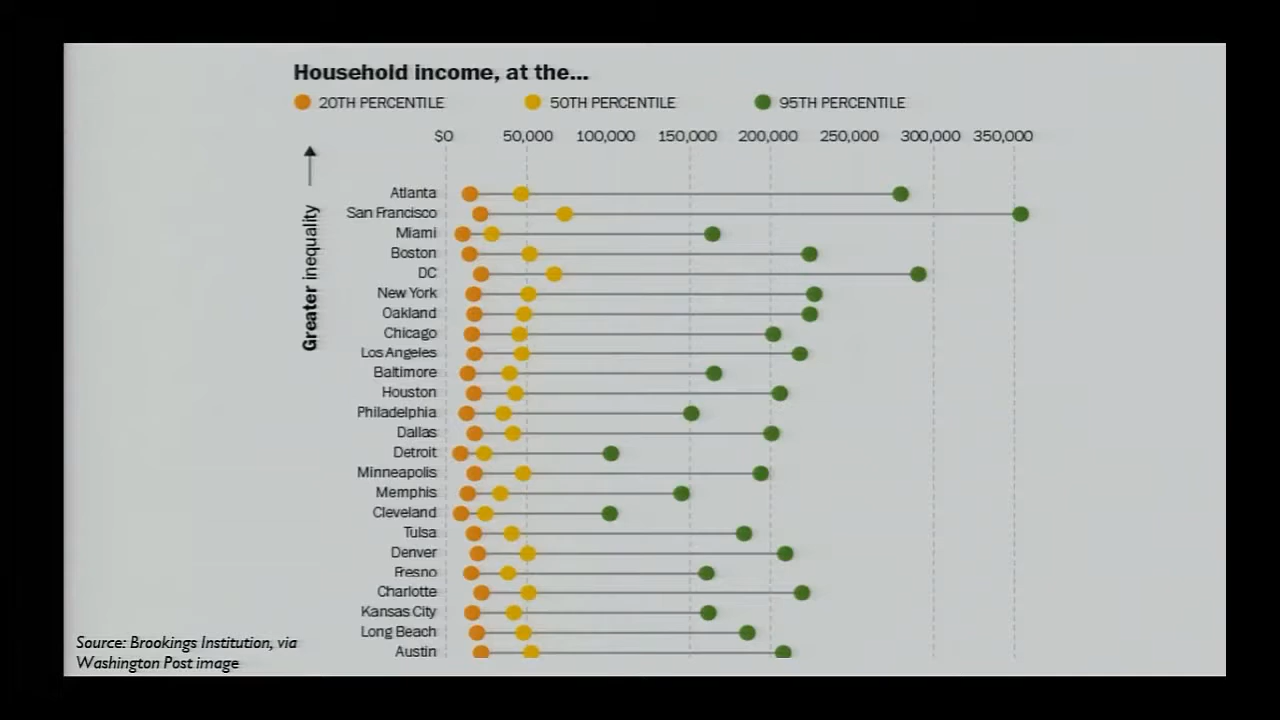 Household income, at the...
20TH PERCENTILE 50TH PERCENTILE 95TH PERCENTILE
$0 50,000 100,000 150,000 200,000 250,000 300,000 350,000
Greater inequality
Atlanta
San Francisco
Miami
Boston
DC
New York
Oakland
Chicago
Los Angeles
Baltimore
Houston
Philadelphia
Dallas
Detroit
Minneapolis
Memphis
Cleveland
Tulsa
Denver
Fresno
Charlotte
Kansas City
Long Beach
Austin
Source: Brookings Institution, via
Washington Post image